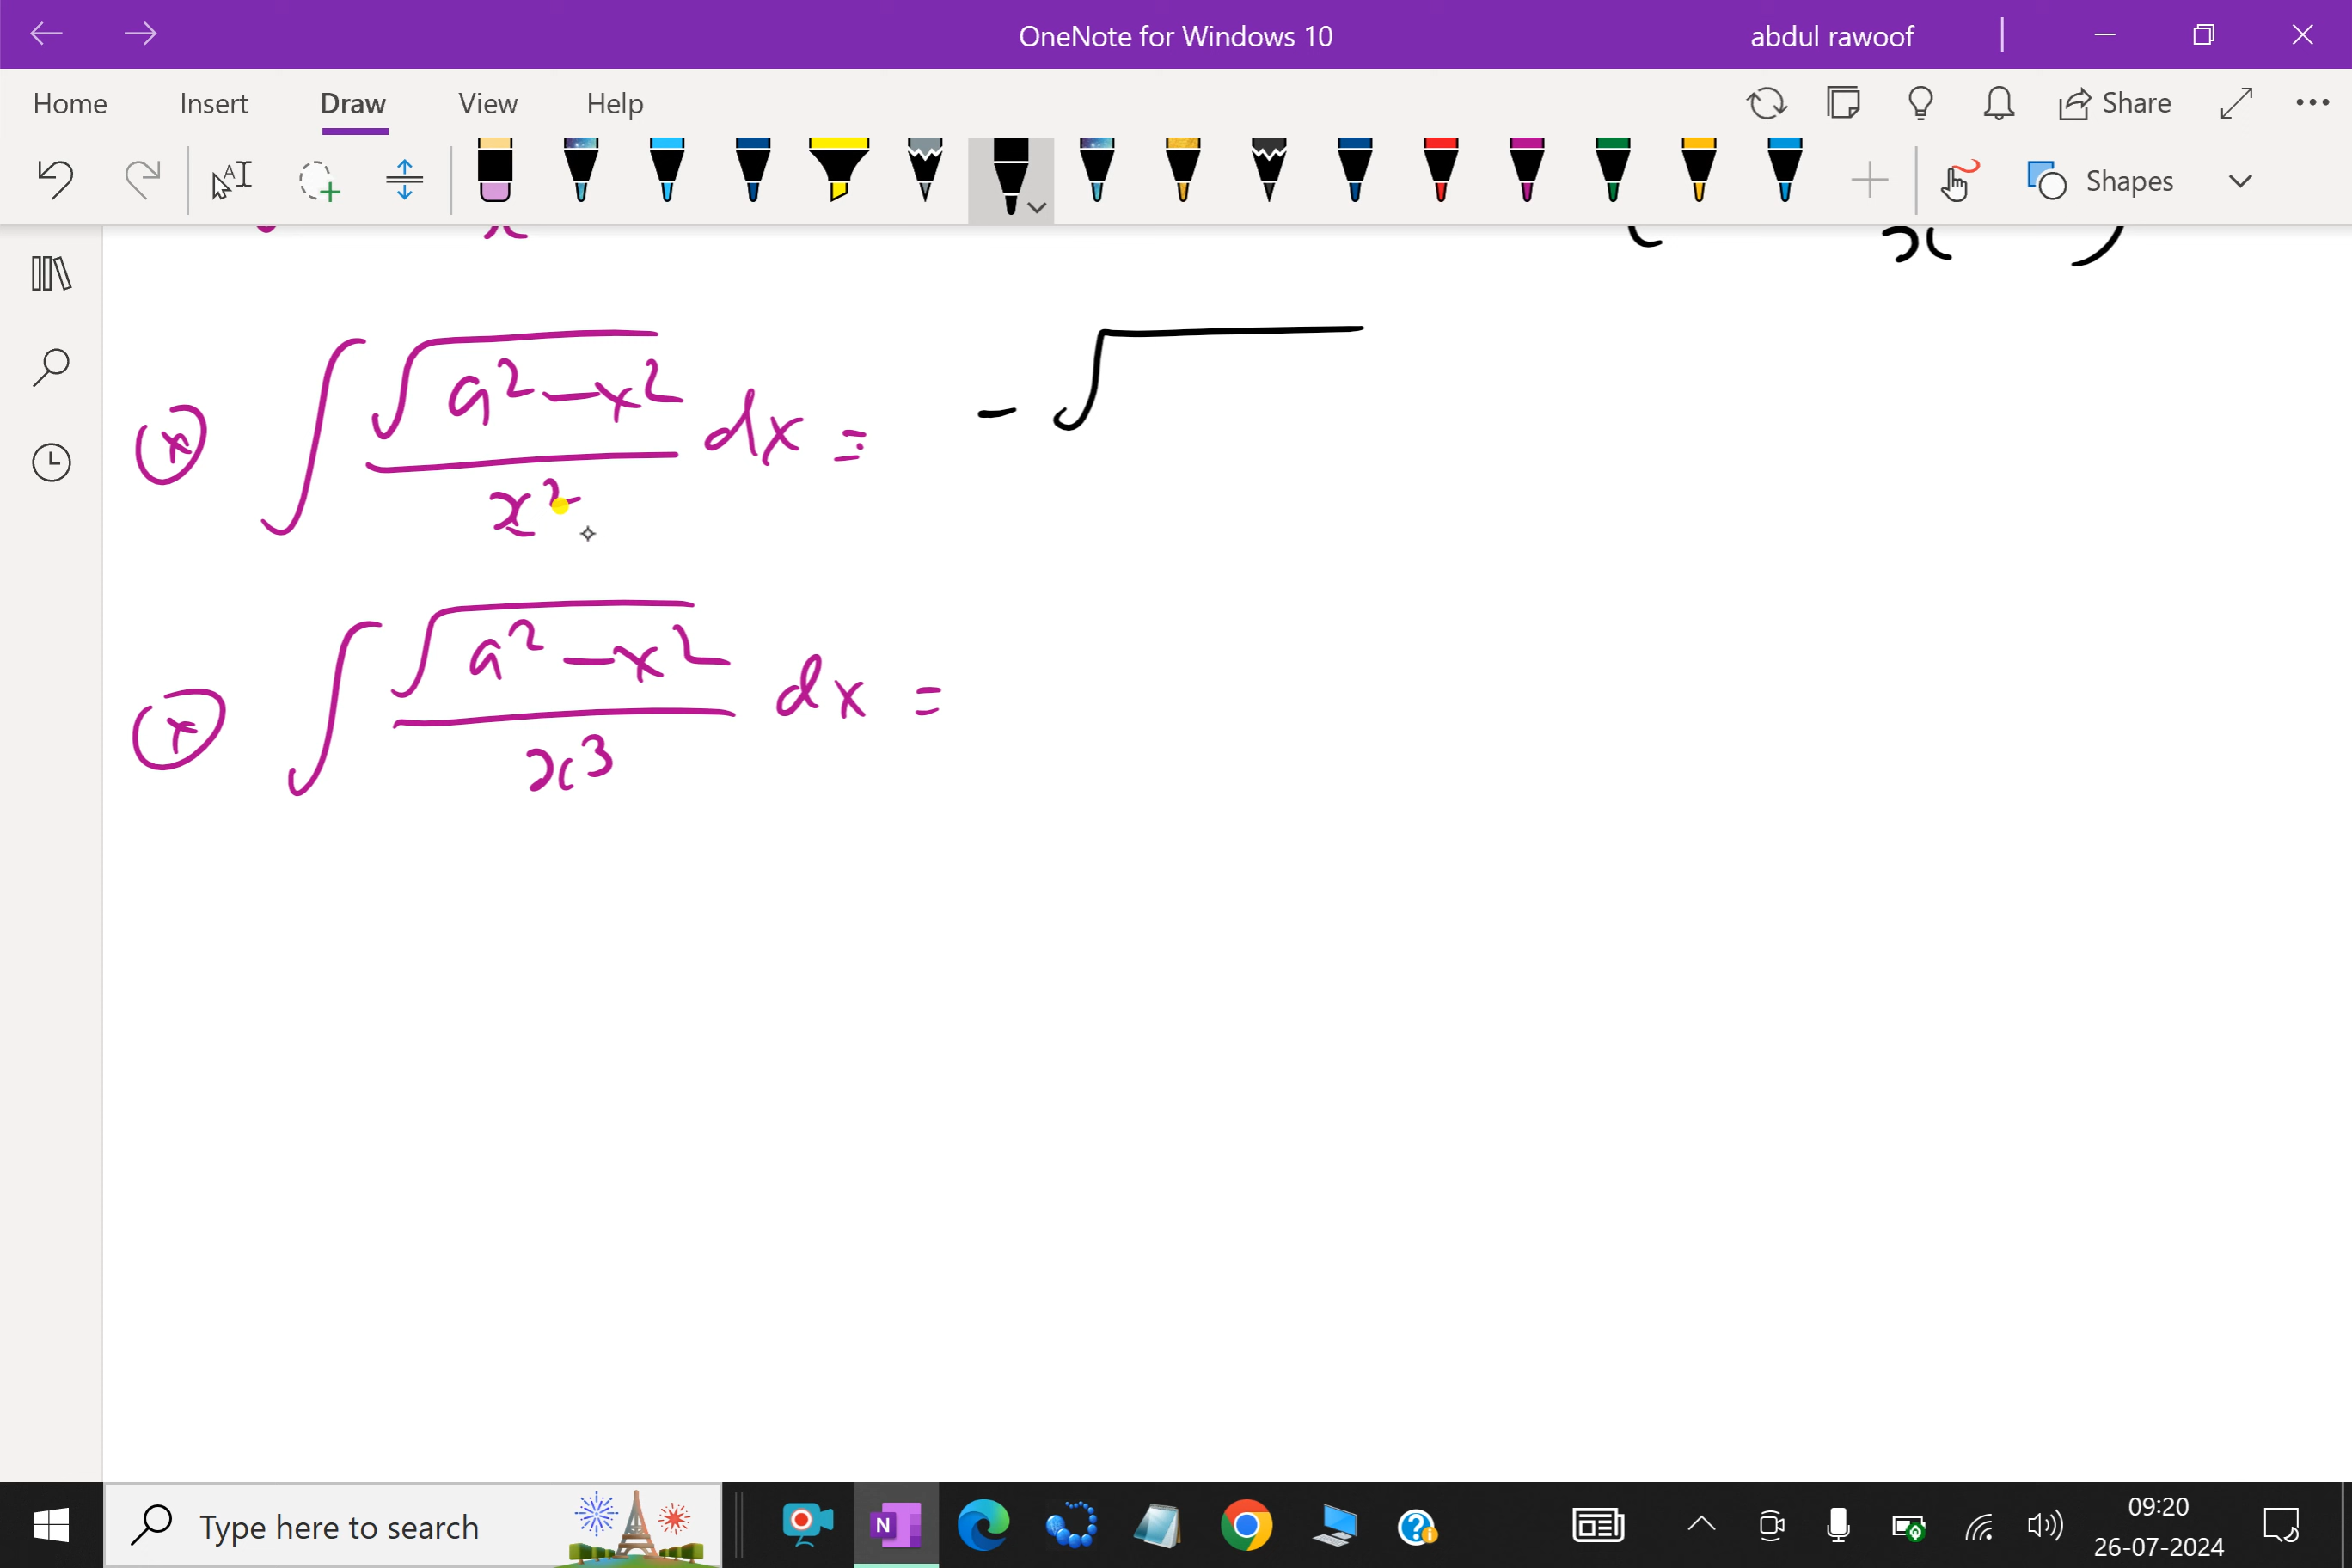 OneNote for Windows 10
abdul rawoof
Home Insert Draw View Help
Share
Shapes
x
∫ √(a² - x²) / x² dx = - √
∫ √(a² - x²) / x³ dx =
Type here to search
N
09:20
26-07-2024